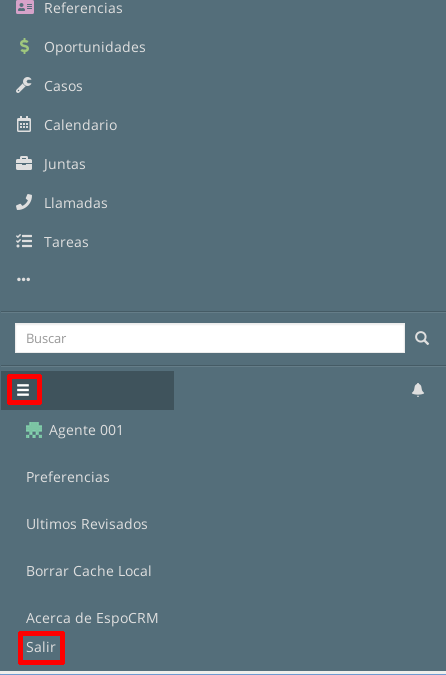 Referencias
Oportunidades
Casos
Calendario
Juntas
Llamadas
Tareas
Buscar
Agente 001
Preferencias
Ultimos Revisados
Borrar Cache Local
Acerca de EspoCRM
Salir